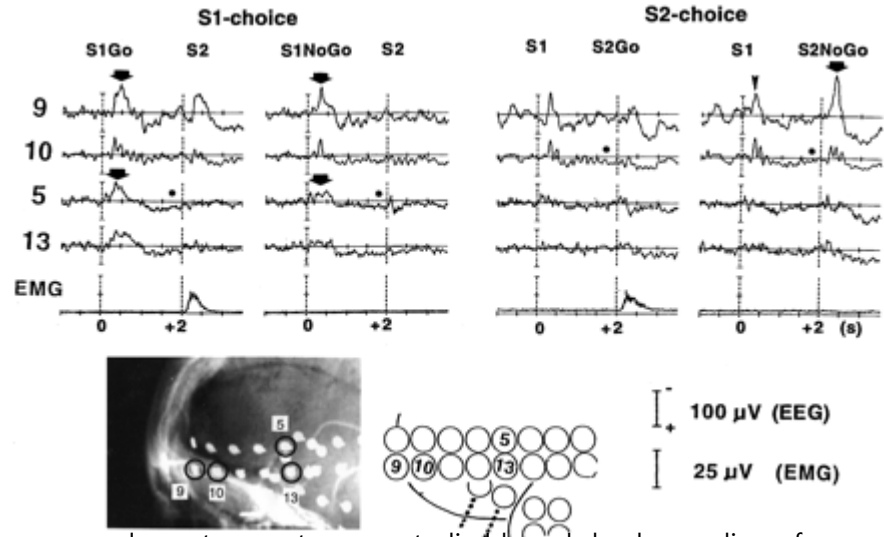 S1-choice
S2-choice
S1Go S2 S1NoGo S2 S1 S2Go S1 S2NoGo
9
10
5
13
EMG
0 +2 0 +2 0 +2 0 +2 (s)
5
9 10 13
5
9 10 13
- 
+ 100 µV (EEG)
25 µV (EMG)